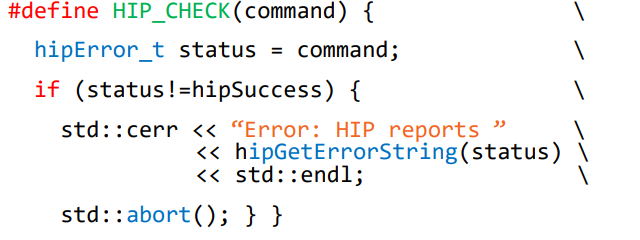 #define HIP_CHECK(command) { \
hipError_t status = command; \
if (status!=hipSuccess) { \
std::cerr << “Error: HIP reports ” \
<< hipGetErrorString(status) \
<< std::endl; \
std::abort(); } }